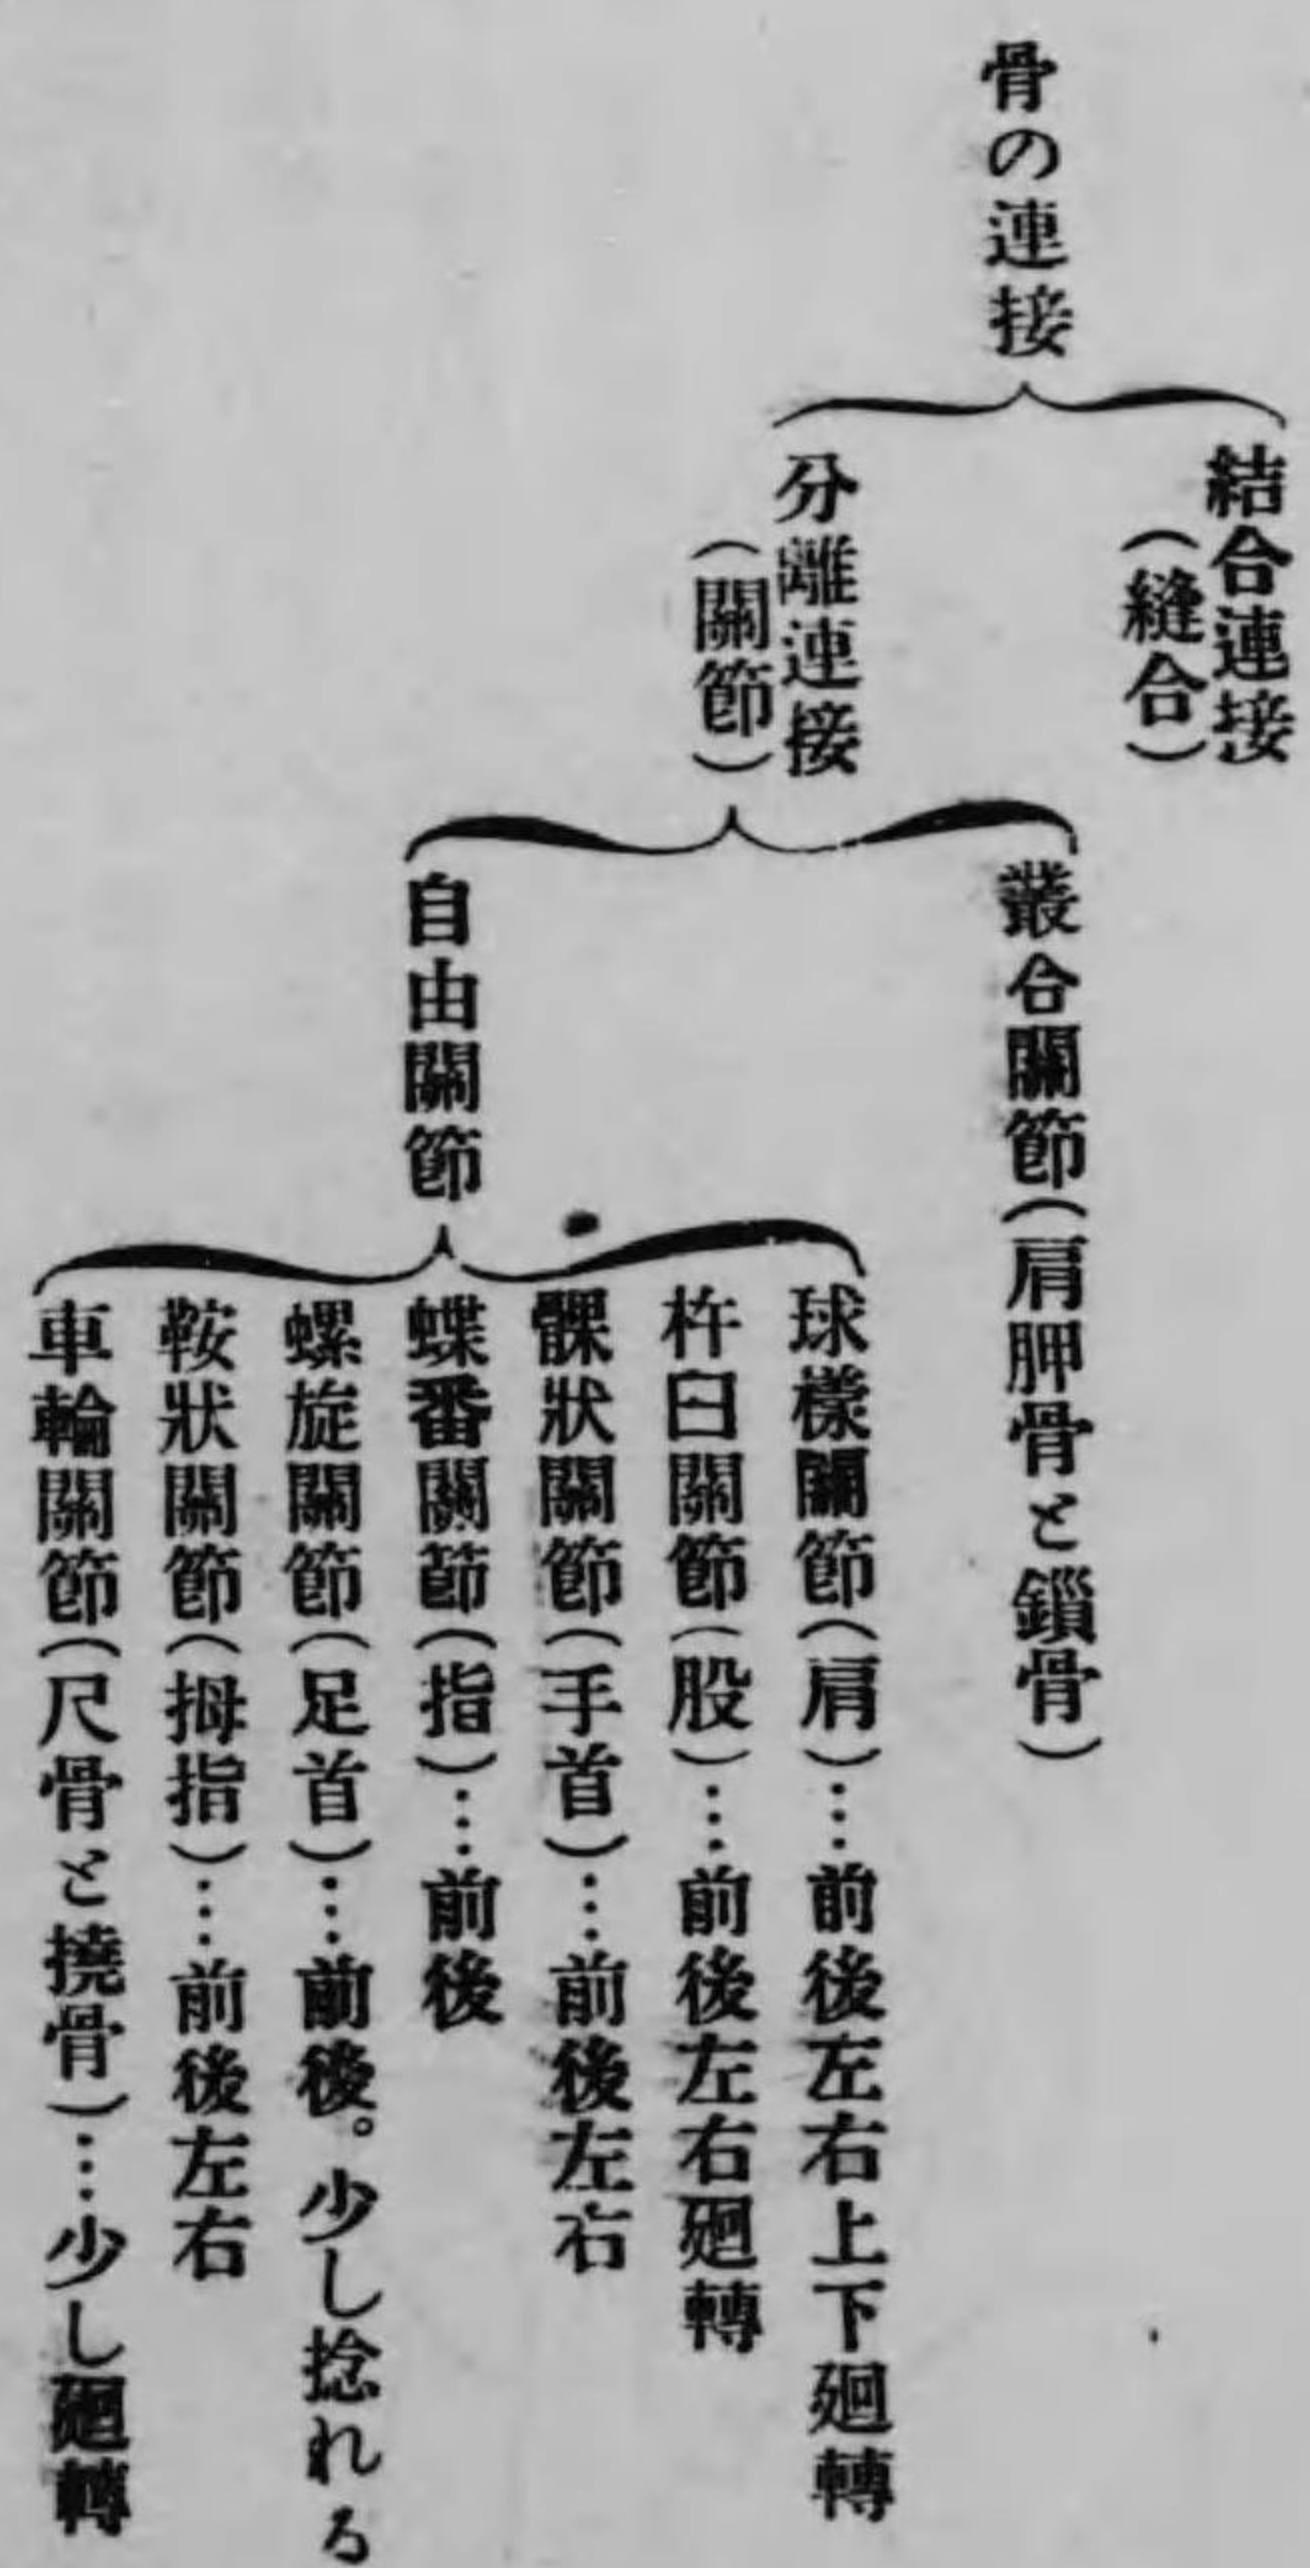 骨の連接
結合連接
(縫合)
分離連接
(關節)
叢合關節(肩胛骨と鎖骨)
自由關節
球樣關節(肩)…前後左右上下廻轉
杵臼關節(股)…前後左右廻轉
髁狀關節(手首)…前後左右
蝶番關節(指)…前後
螺旋關節(足首)…前後。少し捻れる
鞍狀關節(拇指)…前後左右
車輪關節(尺骨と撓骨)…少し廻轉